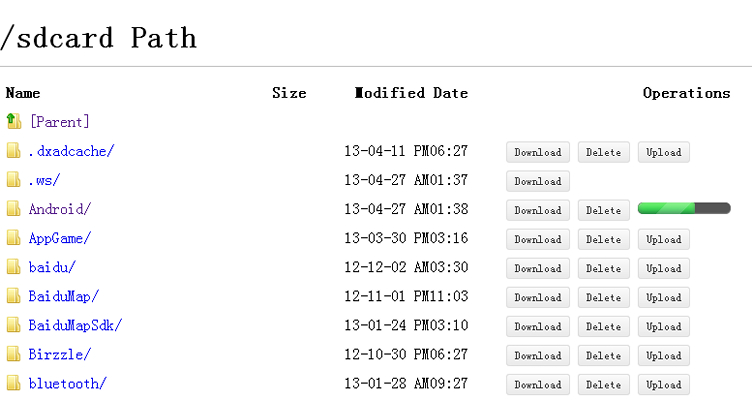 /sdcard Path
Name Size Modified Date Operations
[Parent]
.dxadcache/ 13-04-11 PM06:27 Download Delete Upload
.ws/ 13-04-27 AM01:37 Download
Android/ 13-04-27 AM01:38 Download Delete
AppGame/ 13-03-30 PM03:16 Download Delete Upload
baidu/ 12-12-02 AM03:30 Download Delete Upload
BaiduMap/ 12-11-01 PM11:03 Download Delete Upload
BaiduMapSdk/ 13-01-24 PM03:10 Download Delete Upload
Birzzle/ 12-10-30 PM06:27 Download Delete Upload
bluetooth/ 13-01-28 AM09:27 Download Delete Upload